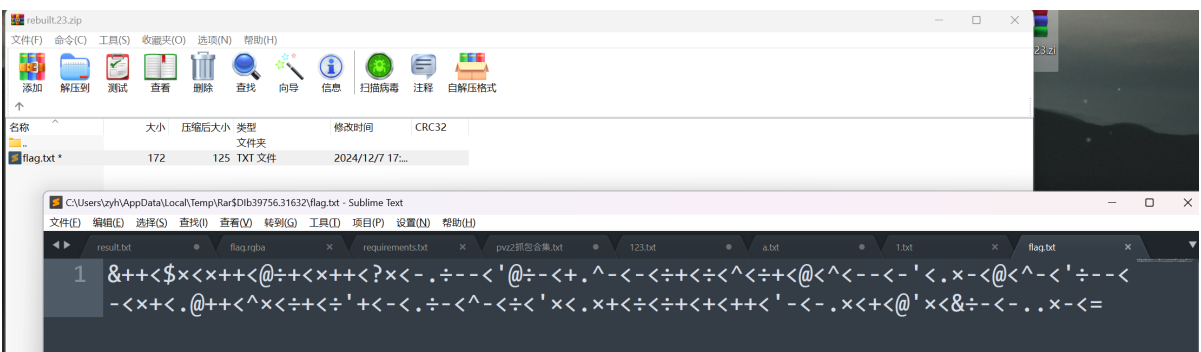 rebuilt.23.zip
文件(F) 命令(C) 工具(S) 收藏夹(O) 选项(N) 帮助(H)
23.zi
添加 解压到 测试 查看 删除 查找 向导 信息 扫描病毒 注释 自解压格式
名称 大小 压缩后大小 类型 修改时间 CRC32
.. 文件夹
flag.txt * 172 125 TXT 文件 2024/12/7 17:...
C:\Users\zyh\AppData\Local\Temp\Rar$DIb39756.31632\flag.txt - Sublime Text
文件(F) 编辑(E) 选择(S) 查找(I) 查看(V) 转到(G) 工具(T) 项目(P) 设置(N) 帮助(H)
result.txt flag.rgba requirements.txt pvz2抓包合集.txt 123.txt a.txt 1.txt flag.txt
1 &++<$×<×++<@÷+<×++<?×<-.÷--<'@÷-<+.^-<-<÷+<÷<^<÷+<@<^<--<-'<.×-<@<^-<'÷--<
-<×+<.@++<^×<÷+<÷'+<-<.÷-<^-<÷<'×<.×+<÷<÷+<+<++<'-<-.×<+<@'×<&÷-<-..×-<=